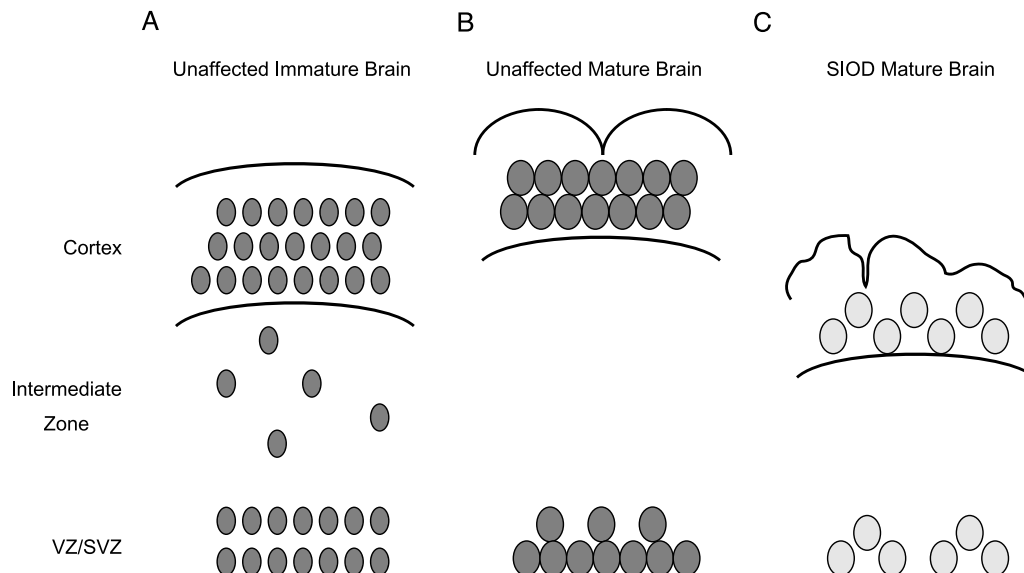 A
B
C
Unaffected Immature Brain
Unaffected Mature Brain
SIOD Mature Brain
Cortex
Intermediate
Zone
VZ/SVZ